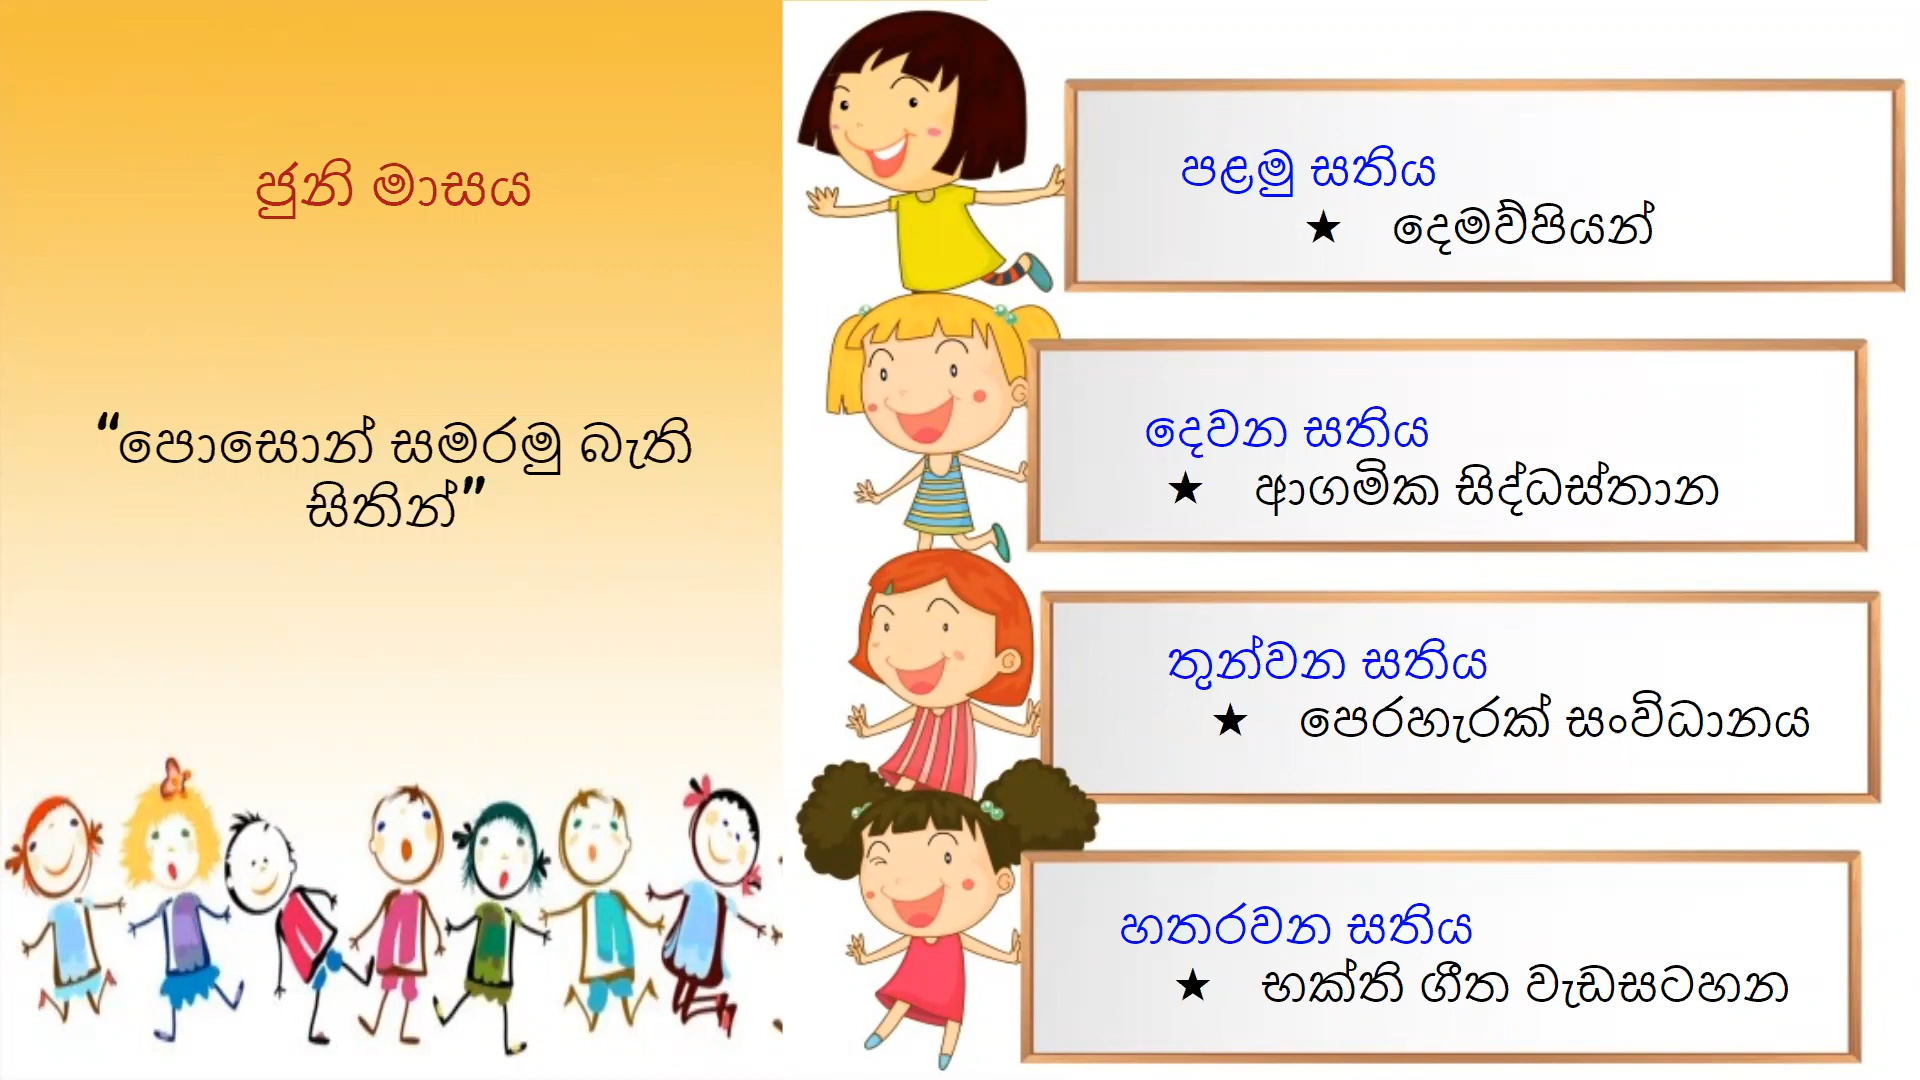 ජුනි මාසය
“පොසොන් සමරමු බැති
සිතින්”
පළමු සතිය
★ දෙමව්පියන්
දෙවන සතිය
★ ආගමික සිද්ධස්තාන
තුන්වන සතිය
★ පෙරහැරක් සංවිධානය
හතරවන සතිය
★ භක්ති ගීත වැඩසටහන